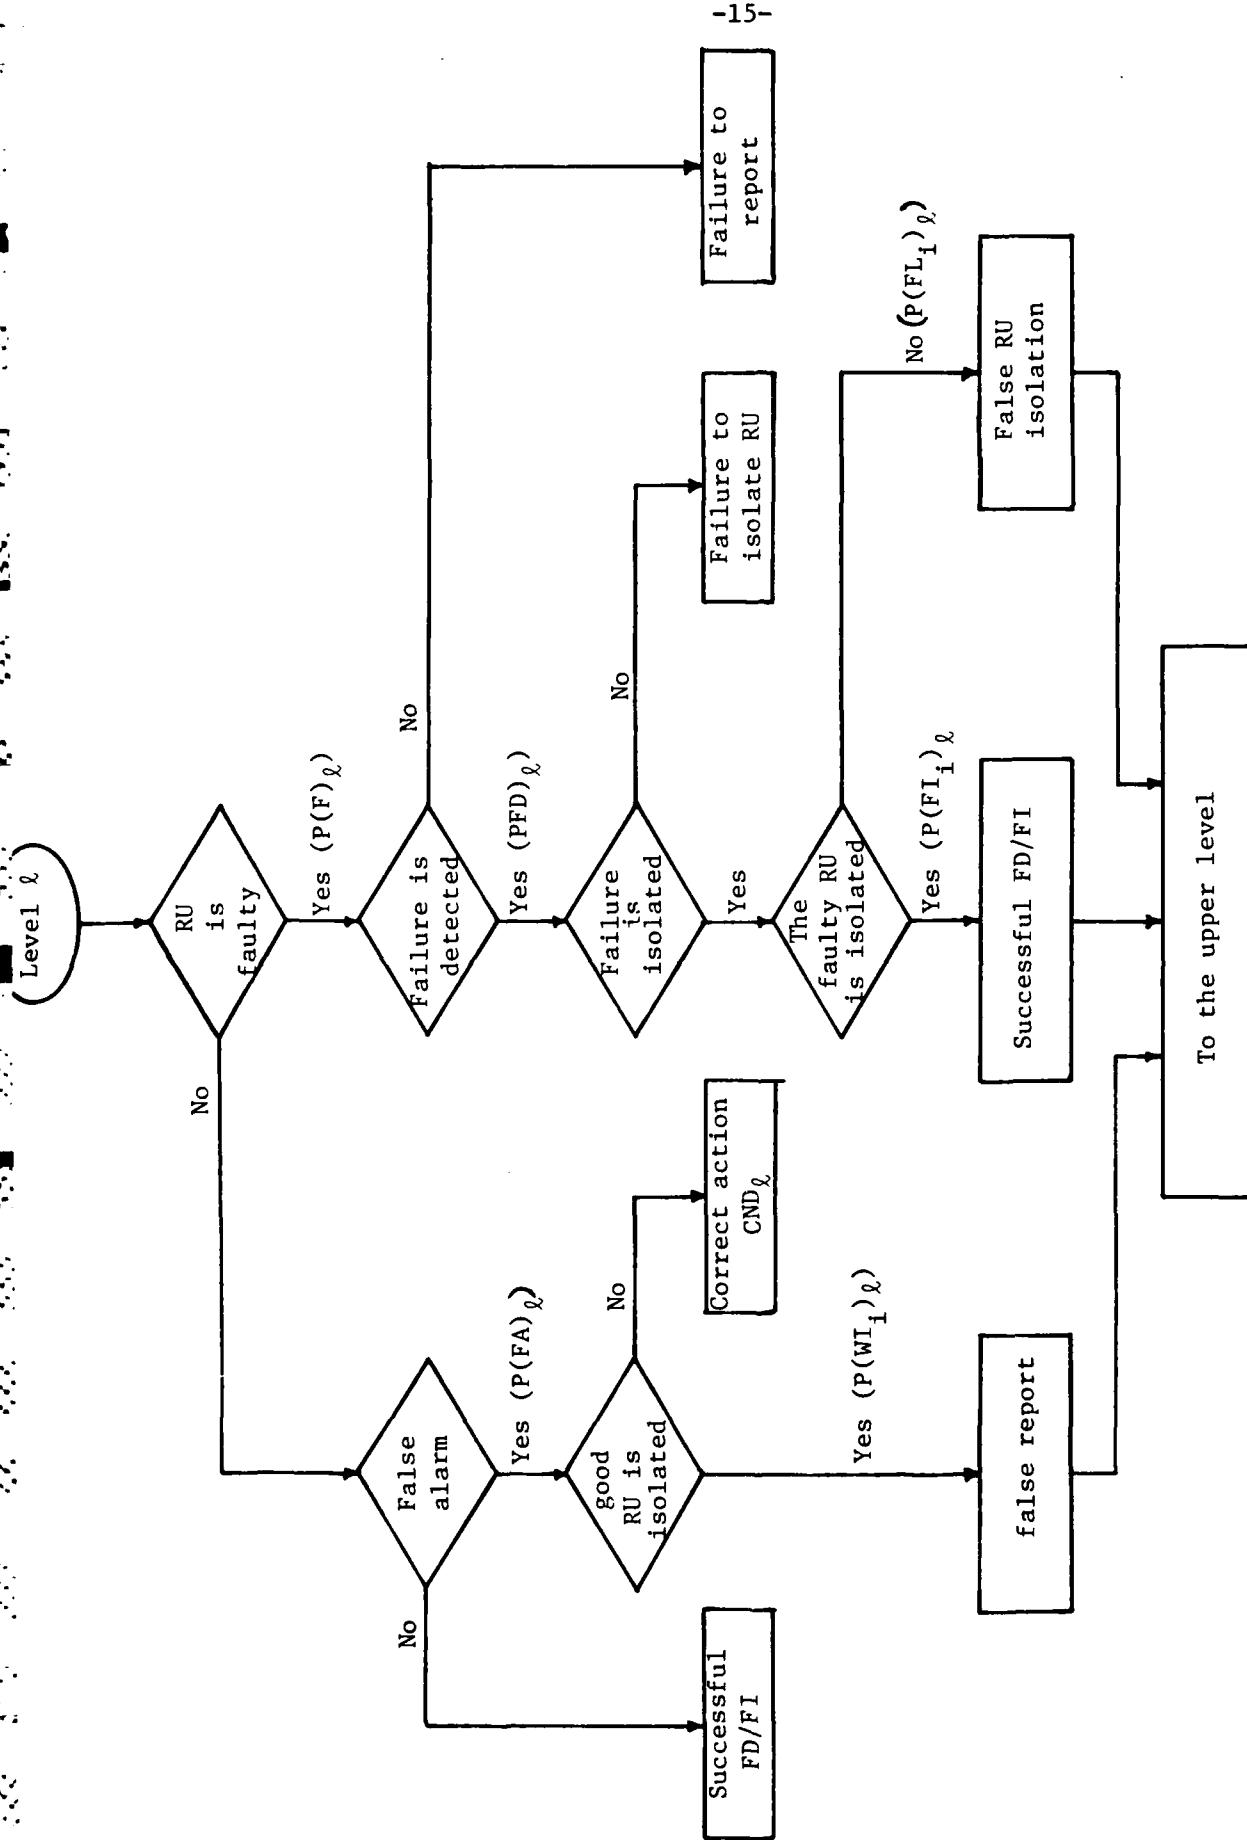 -15-
Level ℓ
RU
is
faulty
No
Yes (P(F)ℓ)
False
alarm
Failure is
detected
No
No
Yes (P(FA)ℓ)
Yes (PFD)ℓ)
good
RU is
isolated
Failure
is
isolated
No
No
Yes
Successful
FD/FI
Correct action
CNDℓ
Failure to
isolate RU
Failure to
report
The
faulty RU
is isolated
Yes (P(WIi)ℓ)
Yes (P(FIi)ℓ
No (P(FLi)ℓ)
false report
Successful FD/FI
False RU
isolation
To the upper level